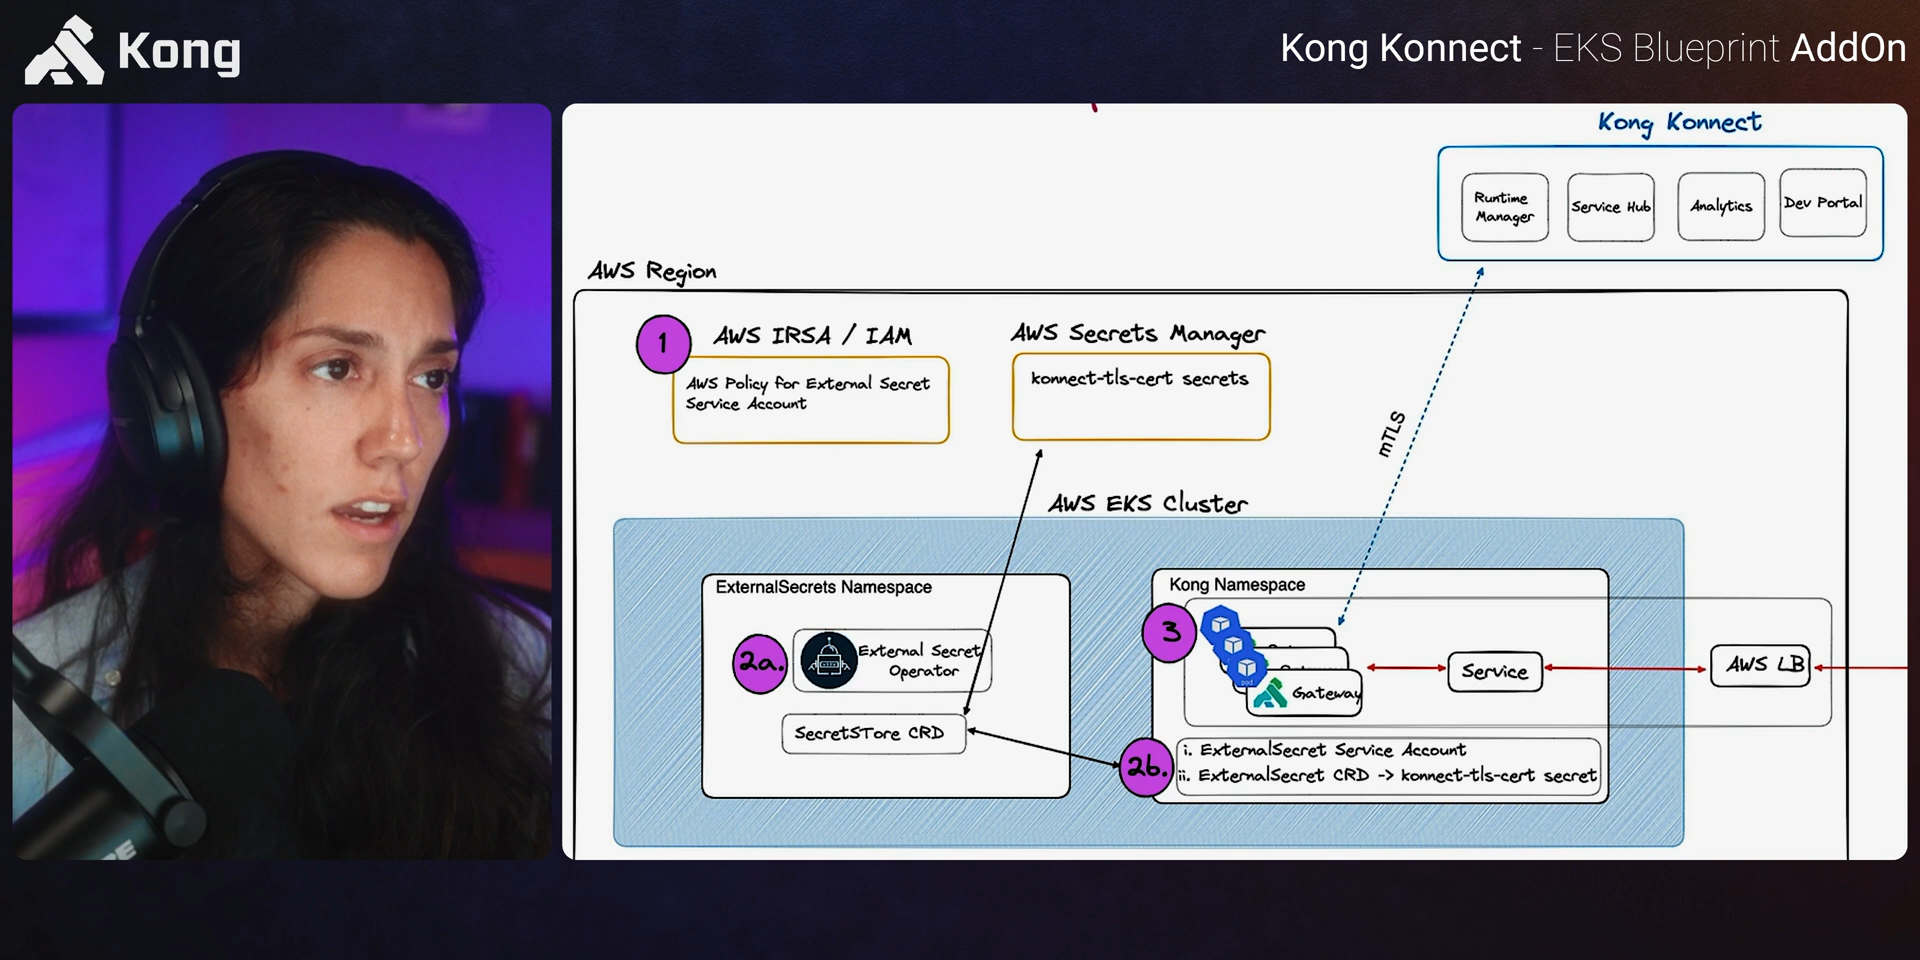 Kong
Kong Konnect - EKS Blueprint AddOn
Kong Konnect
Runtime
Manager
Service Hub
Analytics
Dev Portal
AWS Region
1
AWS IRSA / IAM
AWS Policy for External Secret
Service Account
AWS Secrets Manager
konnect-tls-cert secrets
mTLS
AWS EKS Cluster
ExternalSecrets Namespace
2a.
External Secret
Operator
SecretSTore CRD
Kong Namespace
3
pod
Gateway
Service
AWS LB
2b.
i. ExternalSecret Service Account
ii. ExternalSecret CRD -> konnect-tls-cert secret